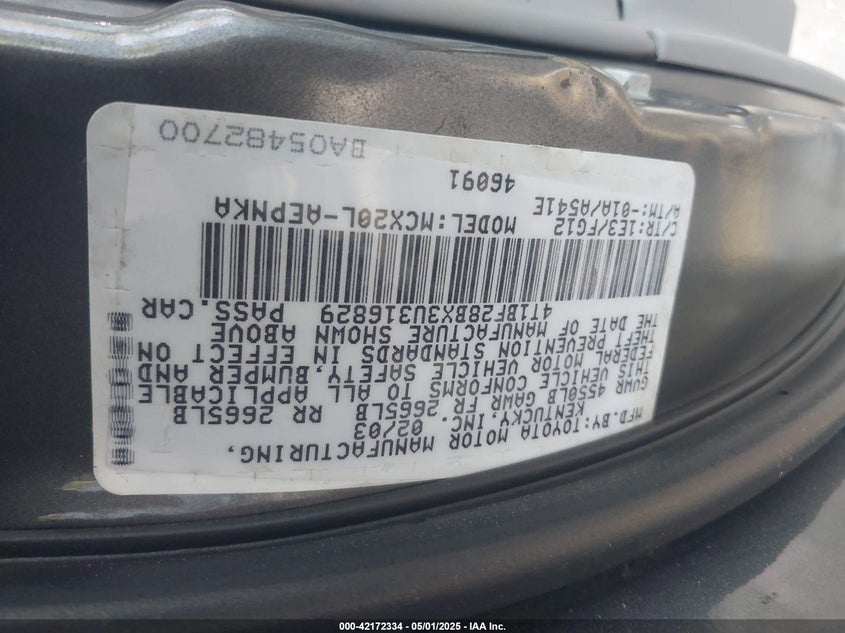 MFD.BY:TOYOTA MOTOR MANUFACTURING,
KENTUCKY, INC. 02/03
GVWR 4550LB GAWR FR 2665LB RR 2665LB
THIS VEHICLE CONFORMS TO ALL APPLICABLE
FEDERAL MOTOR VEHICLE SAFETY,BUMPER AND
THEFT PREVENTION STANDARDS IN EFFECT ON
THE DATE OF MANUFACTURE SHOWN ABOVE
4T1BF28BX3U316829 PASS.CAR
C/TR:1E3/FG12 MODEL:MCX20L-AEPNKA
A/TM:-01A/A541E
46091
BA05482700
000-42172334 / 05/01/2025 - IAA Inc.